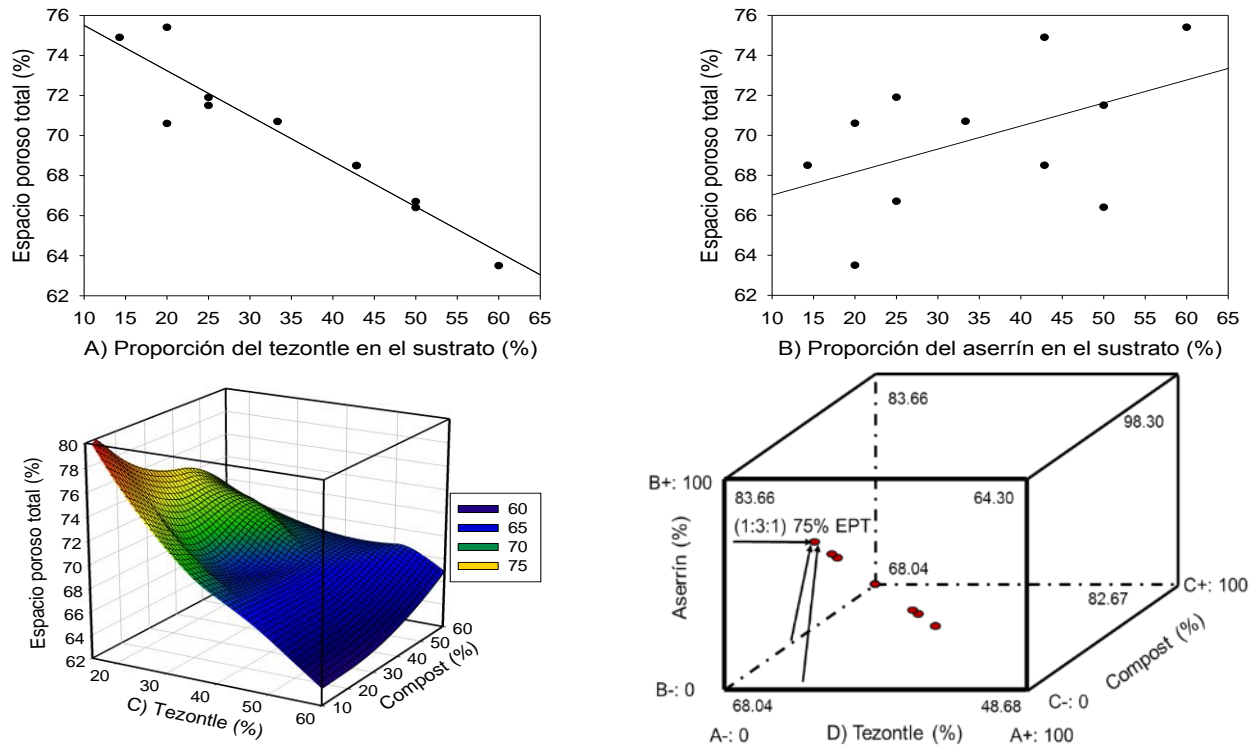 Espacio poroso total (%)
76
74
72
70
68
66
64
62
10 15 20 25 30 35 40 45 50 55 60 65
A) Proporción del tezontle en el sustrato (%)
Espacio poroso total (%)
76
74
72
70
68
66
64
62
10 15 20 25 30 35 40 45 50 55 60 65
B) Proporción del aserrín en el sustrato (%)
Espacio poroso total (%)
80
78
76
74
72
70
68
66
64
62
20 30 40 50 60
C) Tezontle (%)
10 20 30 40 50 60
Compost (%)
60
65
70
75
83.66
98.30
B+: 100
83.66
64.30
(1:3:1) 75% EPT
Aserrín (%)
68.04
82.67
C+: 100
Compost (%)
B-: 0
68.04
48.68
C-: 0
A-: 0
D) Tezontle (%)
A+: 100